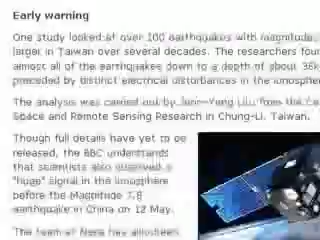 Early warning
One study looked at over 100 earthquakes with magnitude
larger in Taiwan over several decades. The researchers four
almost all of the earthquakes down to a depth of about 35k
preceded by distinct electrical disturbances in the ionosphe
The analysis was carried out by Jann-Yeng Liu, from the Ce
Space and Remote Sensing Research in Chung-Li, Taiwan.
Though full details have yet to be
released, the BBC understands
that scientists also observed a
"huge" signal in the ionosphere
before the Magnitude 7.8
earthquake in China on 12 May.
The team at Nasa has